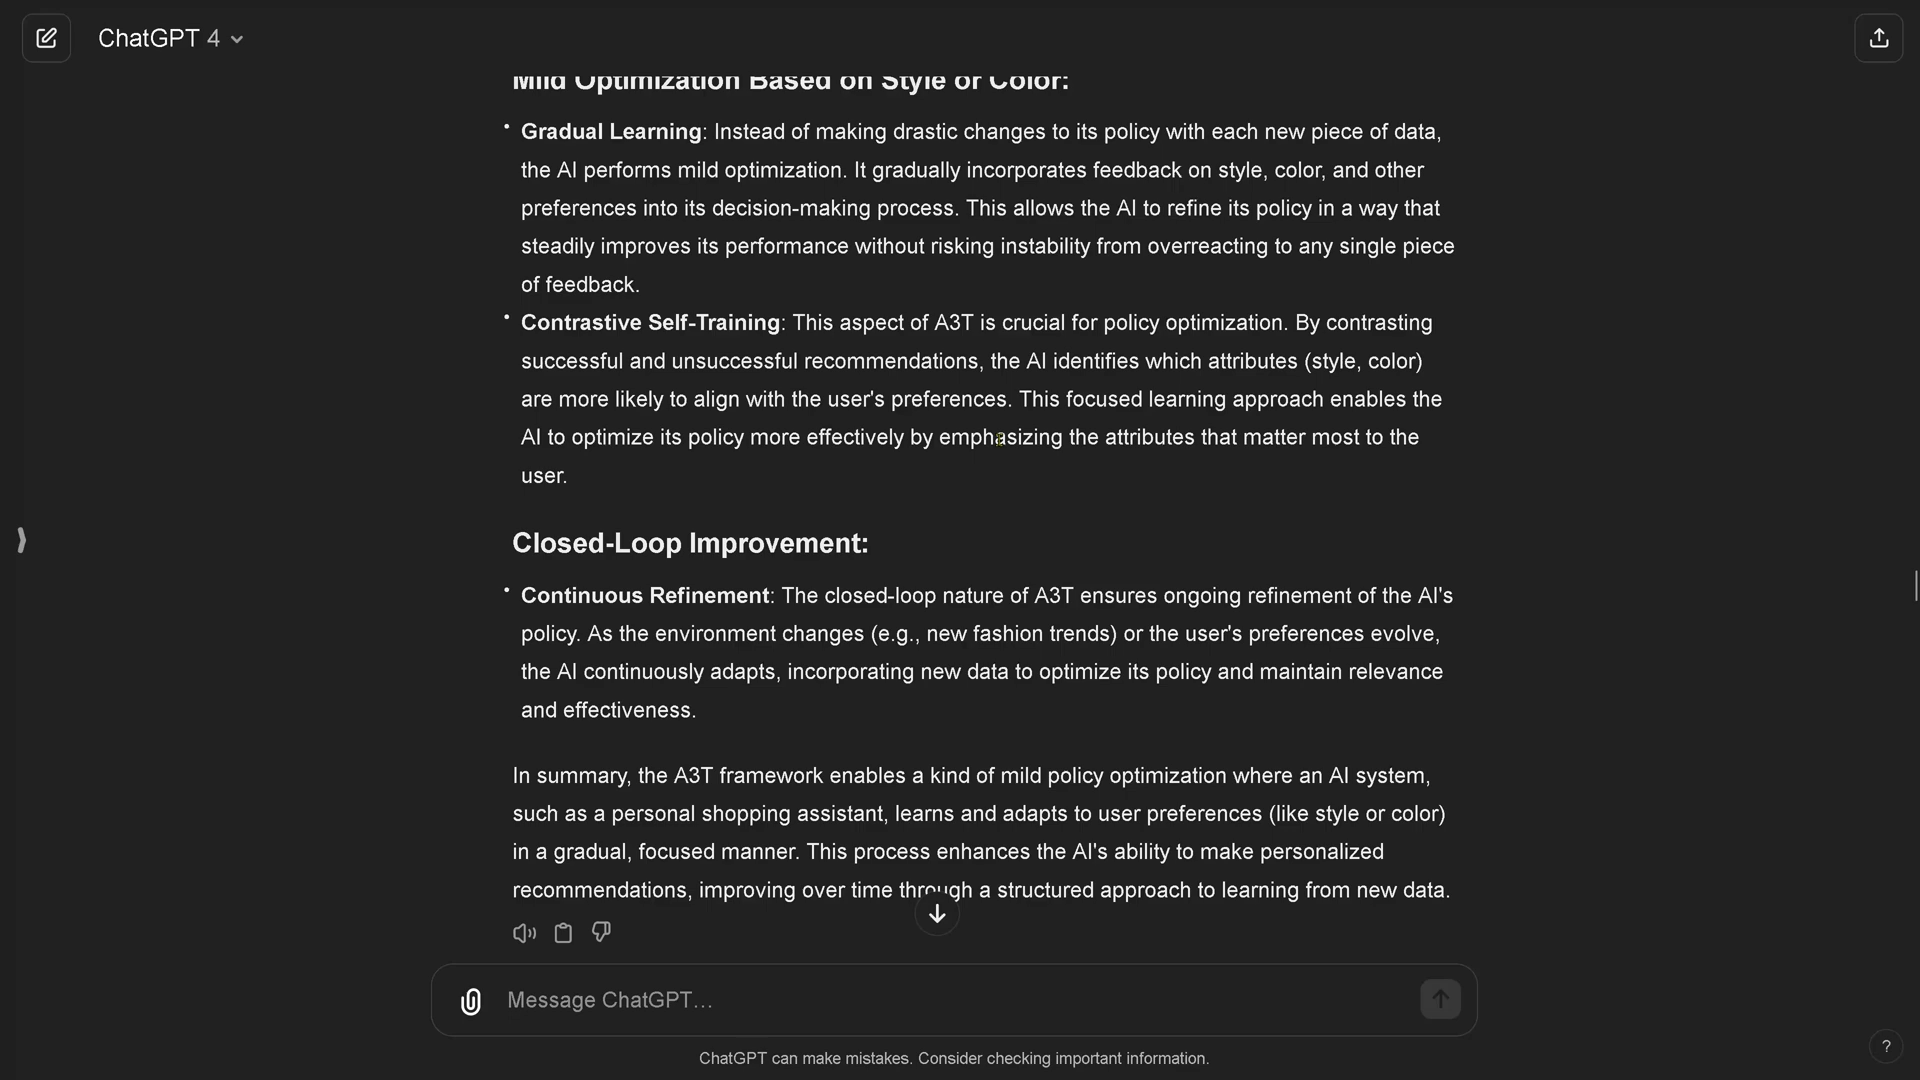 ChatGPT 4
Mild Optimization Based on Style or Color:
• Gradual Learning: Instead of making drastic changes to its policy with each new piece of data,
the AI performs mild optimization. It gradually incorporates feedback on style, color, and other
preferences into its decision-making process. This allows the AI to refine its policy in a way that
steadily improves its performance without risking instability from overreacting to any single piece
of feedback.
• Contrastive Self-Training: This aspect of A3T is crucial for policy optimization. By contrasting
successful and unsuccessful recommendations, the AI identifies which attributes (style, color)
are more likely to align with the user's preferences. This focused learning approach enables the
AI to optimize its policy more effectively by emphasizing the attributes that matter most to the
user.
Closed-Loop Improvement:
• Continuous Refinement: The closed-loop nature of A3T ensures ongoing refinement of the AI's
policy. As the environment changes (e.g., new fashion trends) or the user's preferences evolve,
the AI continuously adapts, incorporating new data to optimize its policy and maintain relevance
and effectiveness.
In summary, the A3T framework enables a kind of mild policy optimization where an AI system,
such as a personal shopping assistant, learns and adapts to user preferences (like style or color)
in a gradual, focused manner. This process enhances the AI's ability to make personalized
recommendations, improving over time through a structured approach to learning from new data.
Message ChatGPT…
ChatGPT can make mistakes. Consider checking important information.
?